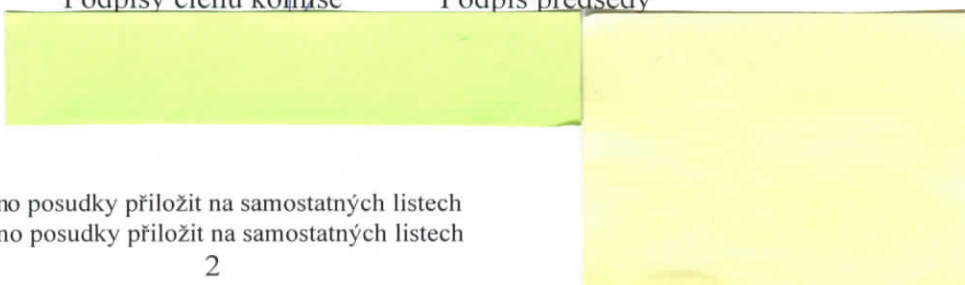 Podpisy členů komise Podpis předsedy
no posudky přiložit na samostatných listech
no posudky přiložit na samostatných listech
2